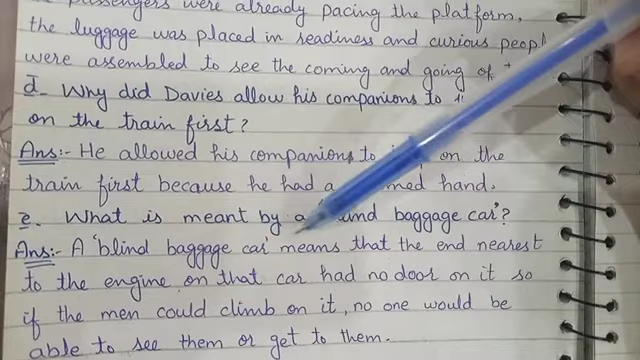 passengers were already pacing the platform,
the luggage was placed in readiness and curious peopl
were assembled to see the coming and going of
d. Why did Davies allow his companions to
on the train first?
Ans:- He allowed his companions to on the
train first because he had a hand.
e. What is meant by a baggage car'?
Ans:- A 'blind baggage car' means that the end nearest
to the engine on that car had no door on it so
if the men could climb on it, no one would be
able to see them or get to them.